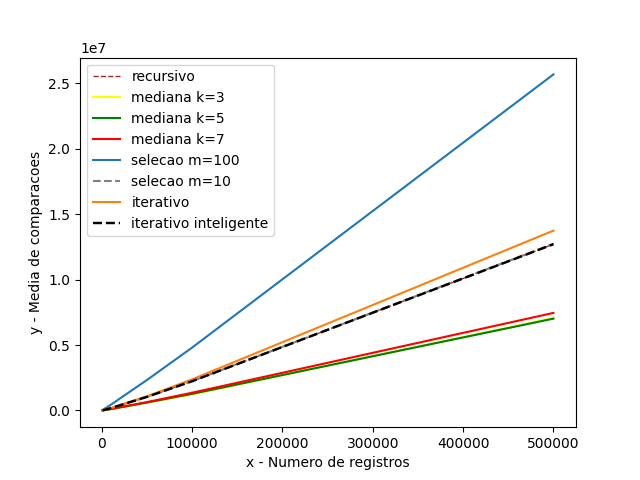 1e7
2.5
2.0
1.5
1.0
0.5
0.0
y - Media de comparacoes
recursivo
mediana k=3
mediana k=5
mediana k=7
selecao m=100
selecao m=10
iterativo
iterativo inteligente
0 100000 200000 300000 400000 500000
x - Numero de registros